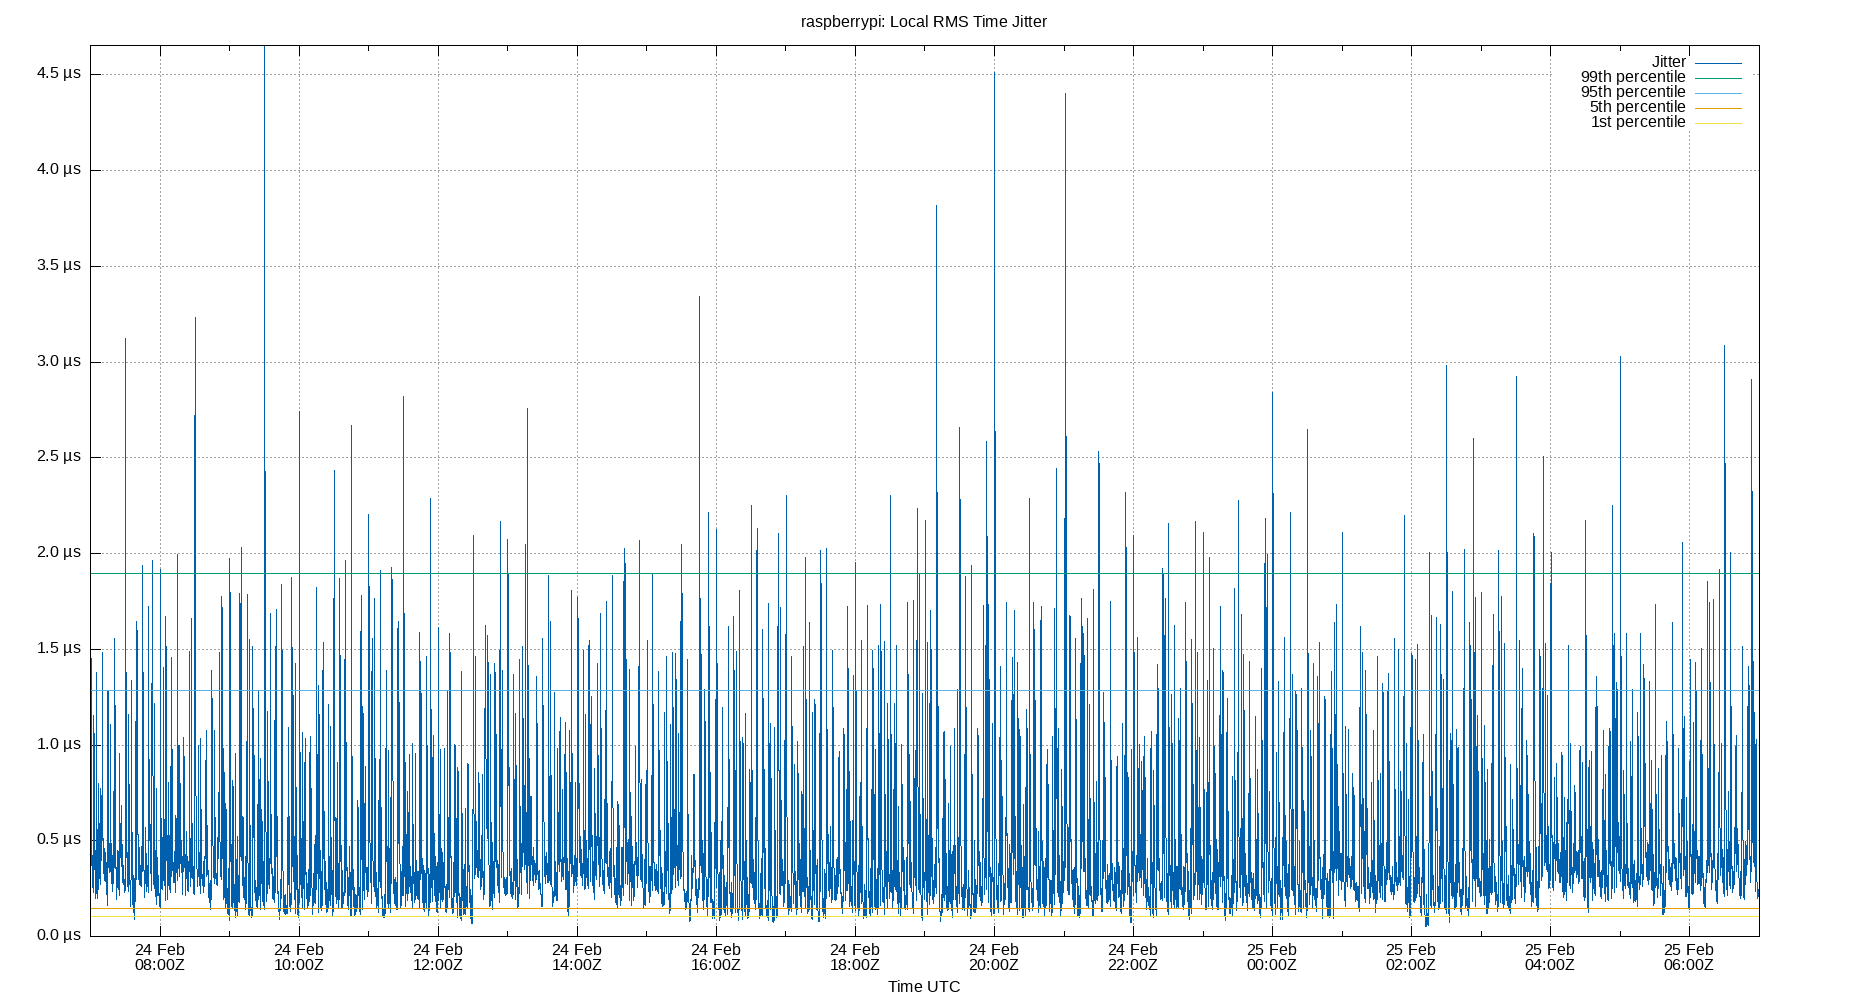 raspberrypi: Local RMS Time Jitter
4.5 µs
4.0 µs
3.5 µs
3.0 µs
2.5 µs
2.0 µs
1.5 µs
1.0 µs
0.5 µs
0.0 µs
Jitter
99th percentile
95th percentile
5th percentile
1st percentile
24 Feb 24 Feb 24 Feb 24 Feb 24 Feb 24 Feb 24 Feb 24 Feb 25 Feb 25 Feb 25 Feb 25 Feb
08:00Z 10:00Z 12:00Z 14:00Z 16:00Z 18:00Z 20:00Z 22:00Z 00:00Z 02:00Z 04:00Z 06:00Z
Time UTC